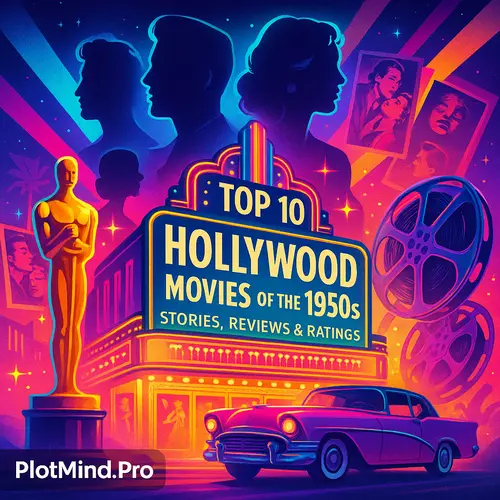 TOP 10
HOLLYWOOD
MOVIES OF THE 1950s
STORIES, REVIEWS & RATINGS
PlotMind.Pro